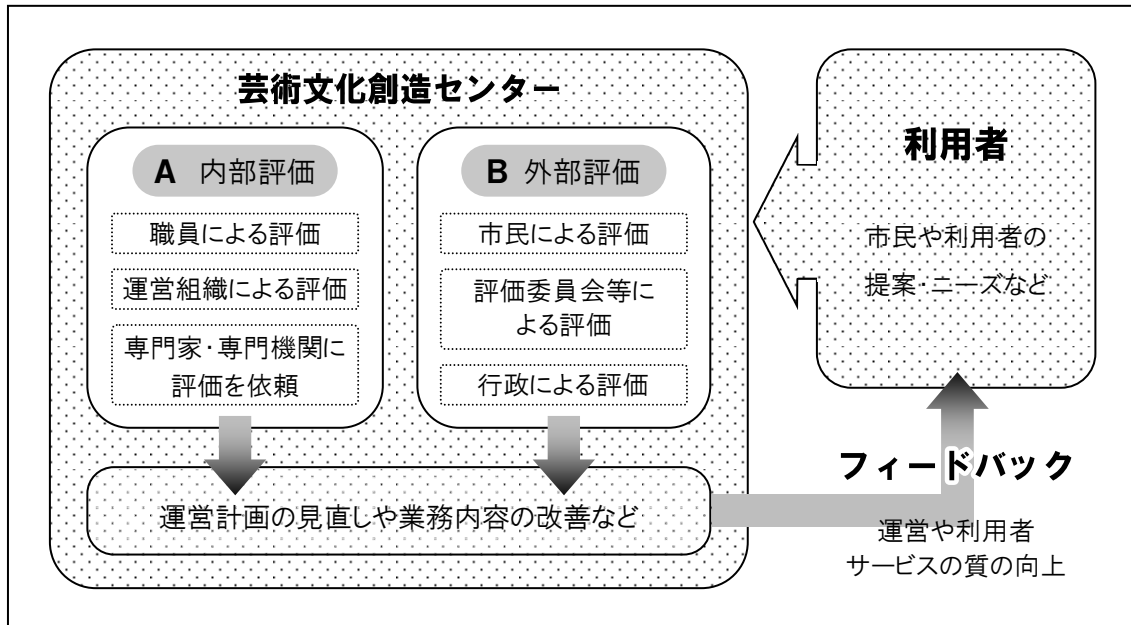 芸術文化創造センター
A 内部評価
職員による評価
運営組織による評価
専門家・専門機関に
評価を依頼
B 外部評価
市民による評価
評価委員会等に
よる評価
行政による評価
運営計画の見直しや業務内容の改善など
利用者
市民や利用者の
提案・ニーズなど
フィードバック
運営や利用者
サービスの質の向上